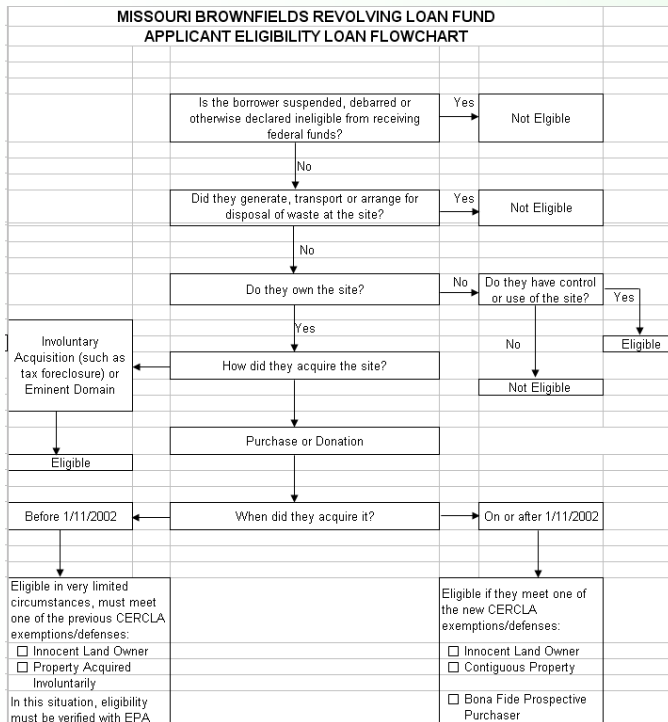 MISSOURI BROWNFIELDS REVOLVING LOAN FUND
APPLICANT ELIGIBILITY LOAN FLOWCHART
Is the borrower suspended, debarred or
otherwise declared ineligible from receiving
federal funds?
Yes
Not Elgible
No
Did they generate, transport or arrange for
disposal of waste at the site?
Yes
Not Eligible
No
Do they own the site?
No
Do they have control
or use of the site?
Yes
Eligible
No
Not Eligible
Yes
How did they acquire the site?
Involuntary
Acquisition (such as
tax foreclosure) or
Eminent Domain
Eligible
Purchase or Donation
When did they acquire it?
Before 1/11/2002
On or after 1/11/2002
Eligible in very limited
circumstances, must meet
one of the previous CERCLA
exemptions/defenses:
Innocent Land Owner
Property Acquired
Involuntarily
In this situation, eligibility
must be verified with EPA
Eligible if they meet one of
the new CERCLA
exemptions/defenses:
Innocent Land Owner
Contiguous Property
Bona Fide Prospective
Purchaser